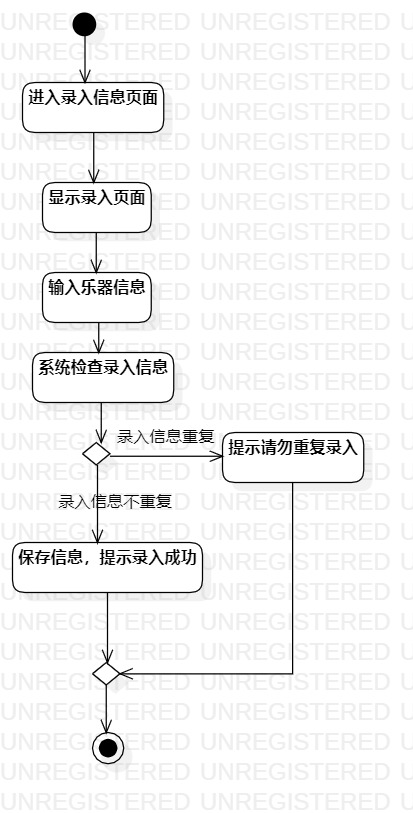 进入录入信息页面
显示录入页面
输入乐器信息
系统检查录入信息
录入信息重复
提示请勿重复录入
录入信息不重复
保存信息，提示录入成功
UNREGISTERED UNREGISTERED